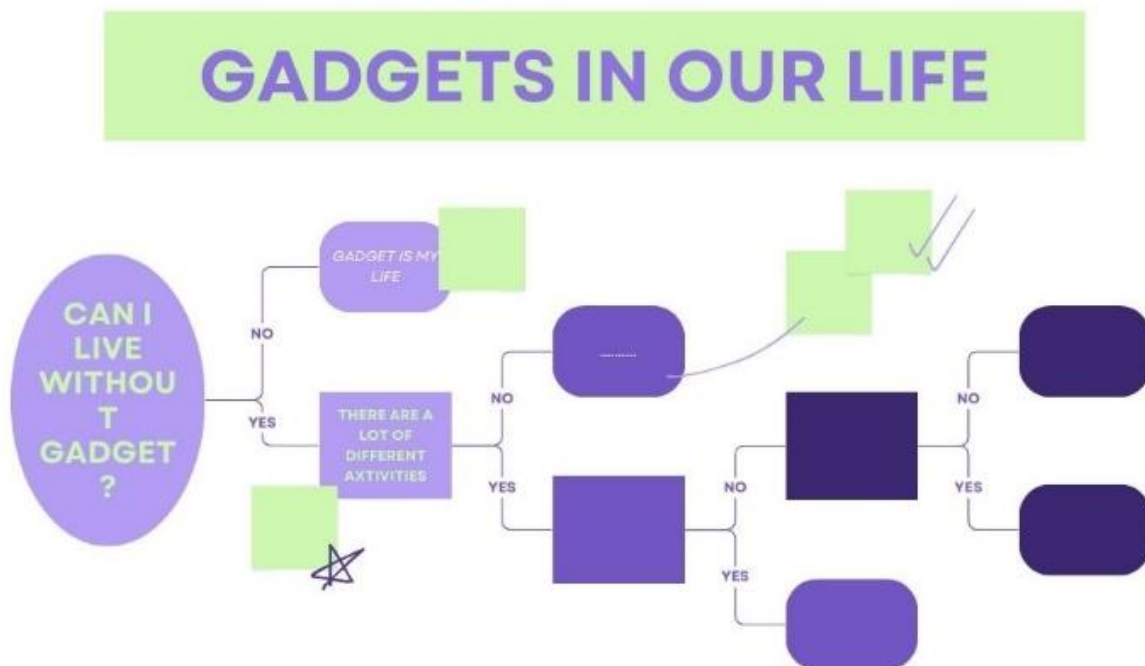 GADGETS IN OUR LIFE
CAN I
LIVE
WITHOU
T
GADGET
?
NO
YES
GADGET IS MY
LIFE
THERE ARE A
LOT OF
DIFFERENT
AXTIVITIES
NO
YES
..........
NO
YES
NO
YES